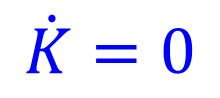 K̇ = 0